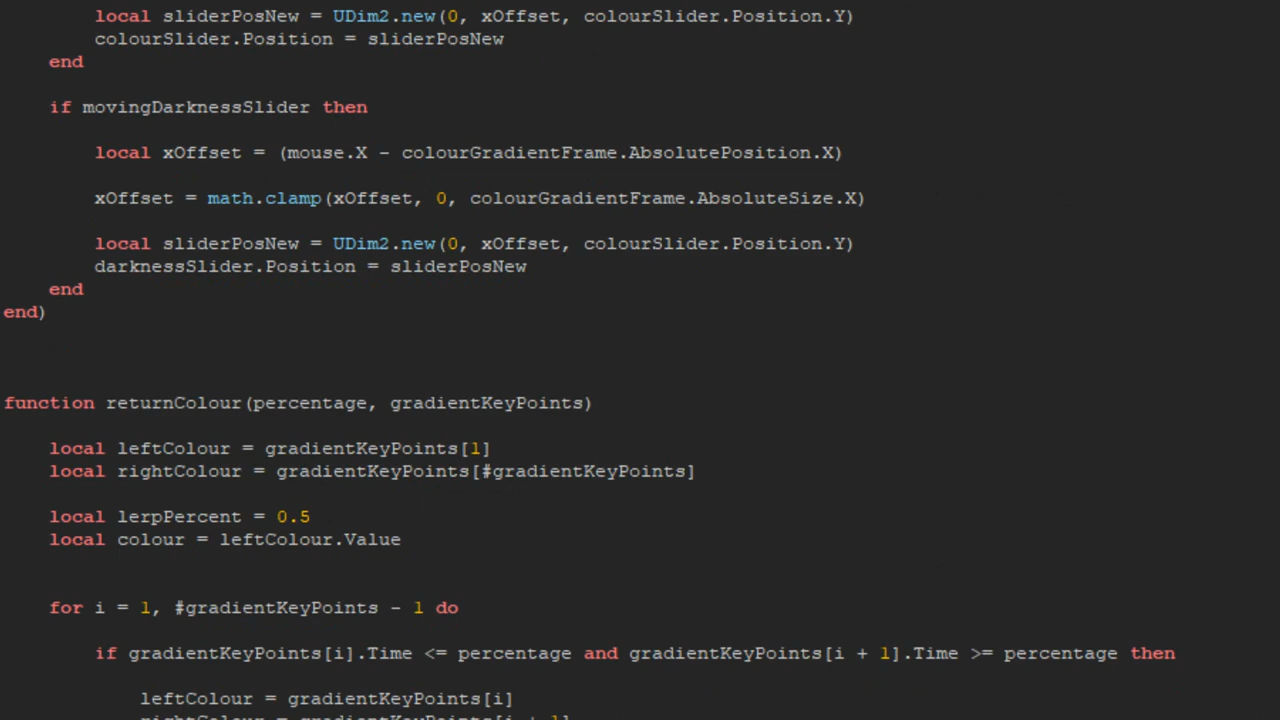 local sliderPosNew = UDim2.new(0, xOffset, colourSlider.Position.Y)
colourSlider.Position = sliderPosNew
end
if movingDarknessSlider then
local xOffset = (mouse.X - colourGradientFrame.AbsolutePosition.X)
xOffset = math.clamp(xOffset, 0, colourGradientFrame.AbsoluteSize.X)
local sliderPosNew = UDim2.new(0, xOffset, colourSlider.Position.Y)
darknessSlider.Position = sliderPosNew
end
end)
function returnColour(percentage, gradientKeyPoints)
local leftColour = gradientKeyPoints[1]
local rightColour = gradientKeyPoints[#gradientKeyPoints]
local lerpPercent = 0.5
local colour = leftColour.Value
for i = 1, #gradientKeyPoints - 1 do
if gradientKeyPoints[i].Time <= percentage and gradientKeyPoints[i + 1].Time >= percentage then
leftColour = gradientKeyPoints[i]
rightColour = gradientKeyPoints[i + 1]